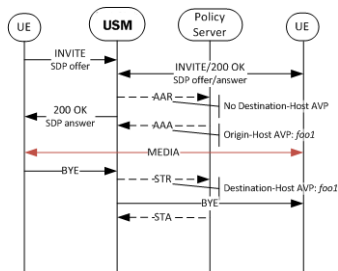 UE
USM
Policy
Server
UE
INVITE
SDP offer
INVITE/200 OK
SDP offer/answer
AAR
No Destination-Host AVP
200 OK
SDP answer
AAA
Origin-Host AVP: foo1
MEDIA
BYE
STR
Destination-Host AVP: foo1
BYE
STA